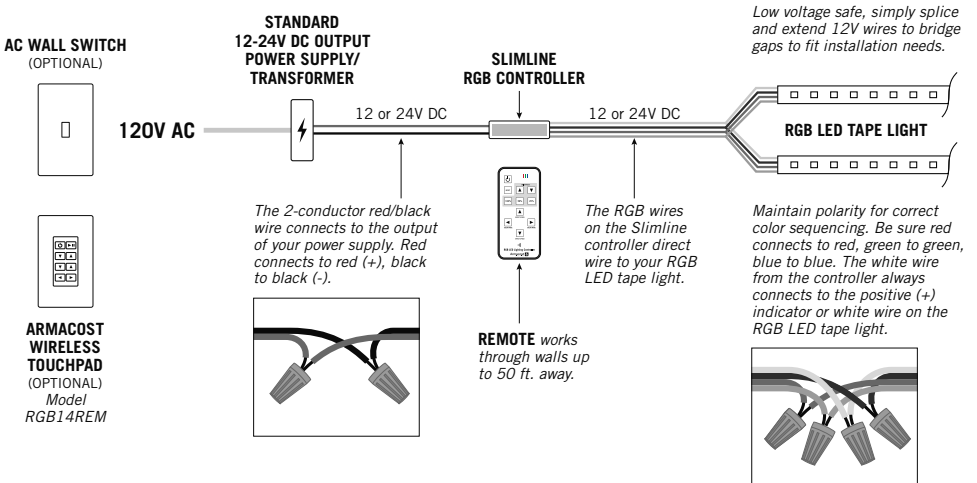 AC WALL SWITCH
(OPTIONAL)
STANDARD
12-24V DC OUTPUT
POWER SUPPLY/
TRANSFORMER
SLIMLINE
RGB CONTROLLER
Low voltage safe, simply splice
and extend 12V wires to bridge
gaps to fit installation needs.
120V AC
12 or 24V DC
12 or 24V DC
RGB LED TAPE LIGHT
The 2-conductor red/black
wire connects to the output
of your power supply. Red
connects to red (+), black
to black (-).
The RGB wires
on the Slimline
controller direct
wire to your RGB
LED tape light.
Maintain polarity for correct
color sequencing. Be sure red
connects to red, green to green,
blue to blue. The white wire
from the controller always
connects to the positive (+)
indicator or white wire on the
RGB LED tape light.
REMOTE works
through walls up
to 50 ft. away.
ARMACOST
WIRELESS
TOUCHPAD
(OPTIONAL)
Model
RGB14REM